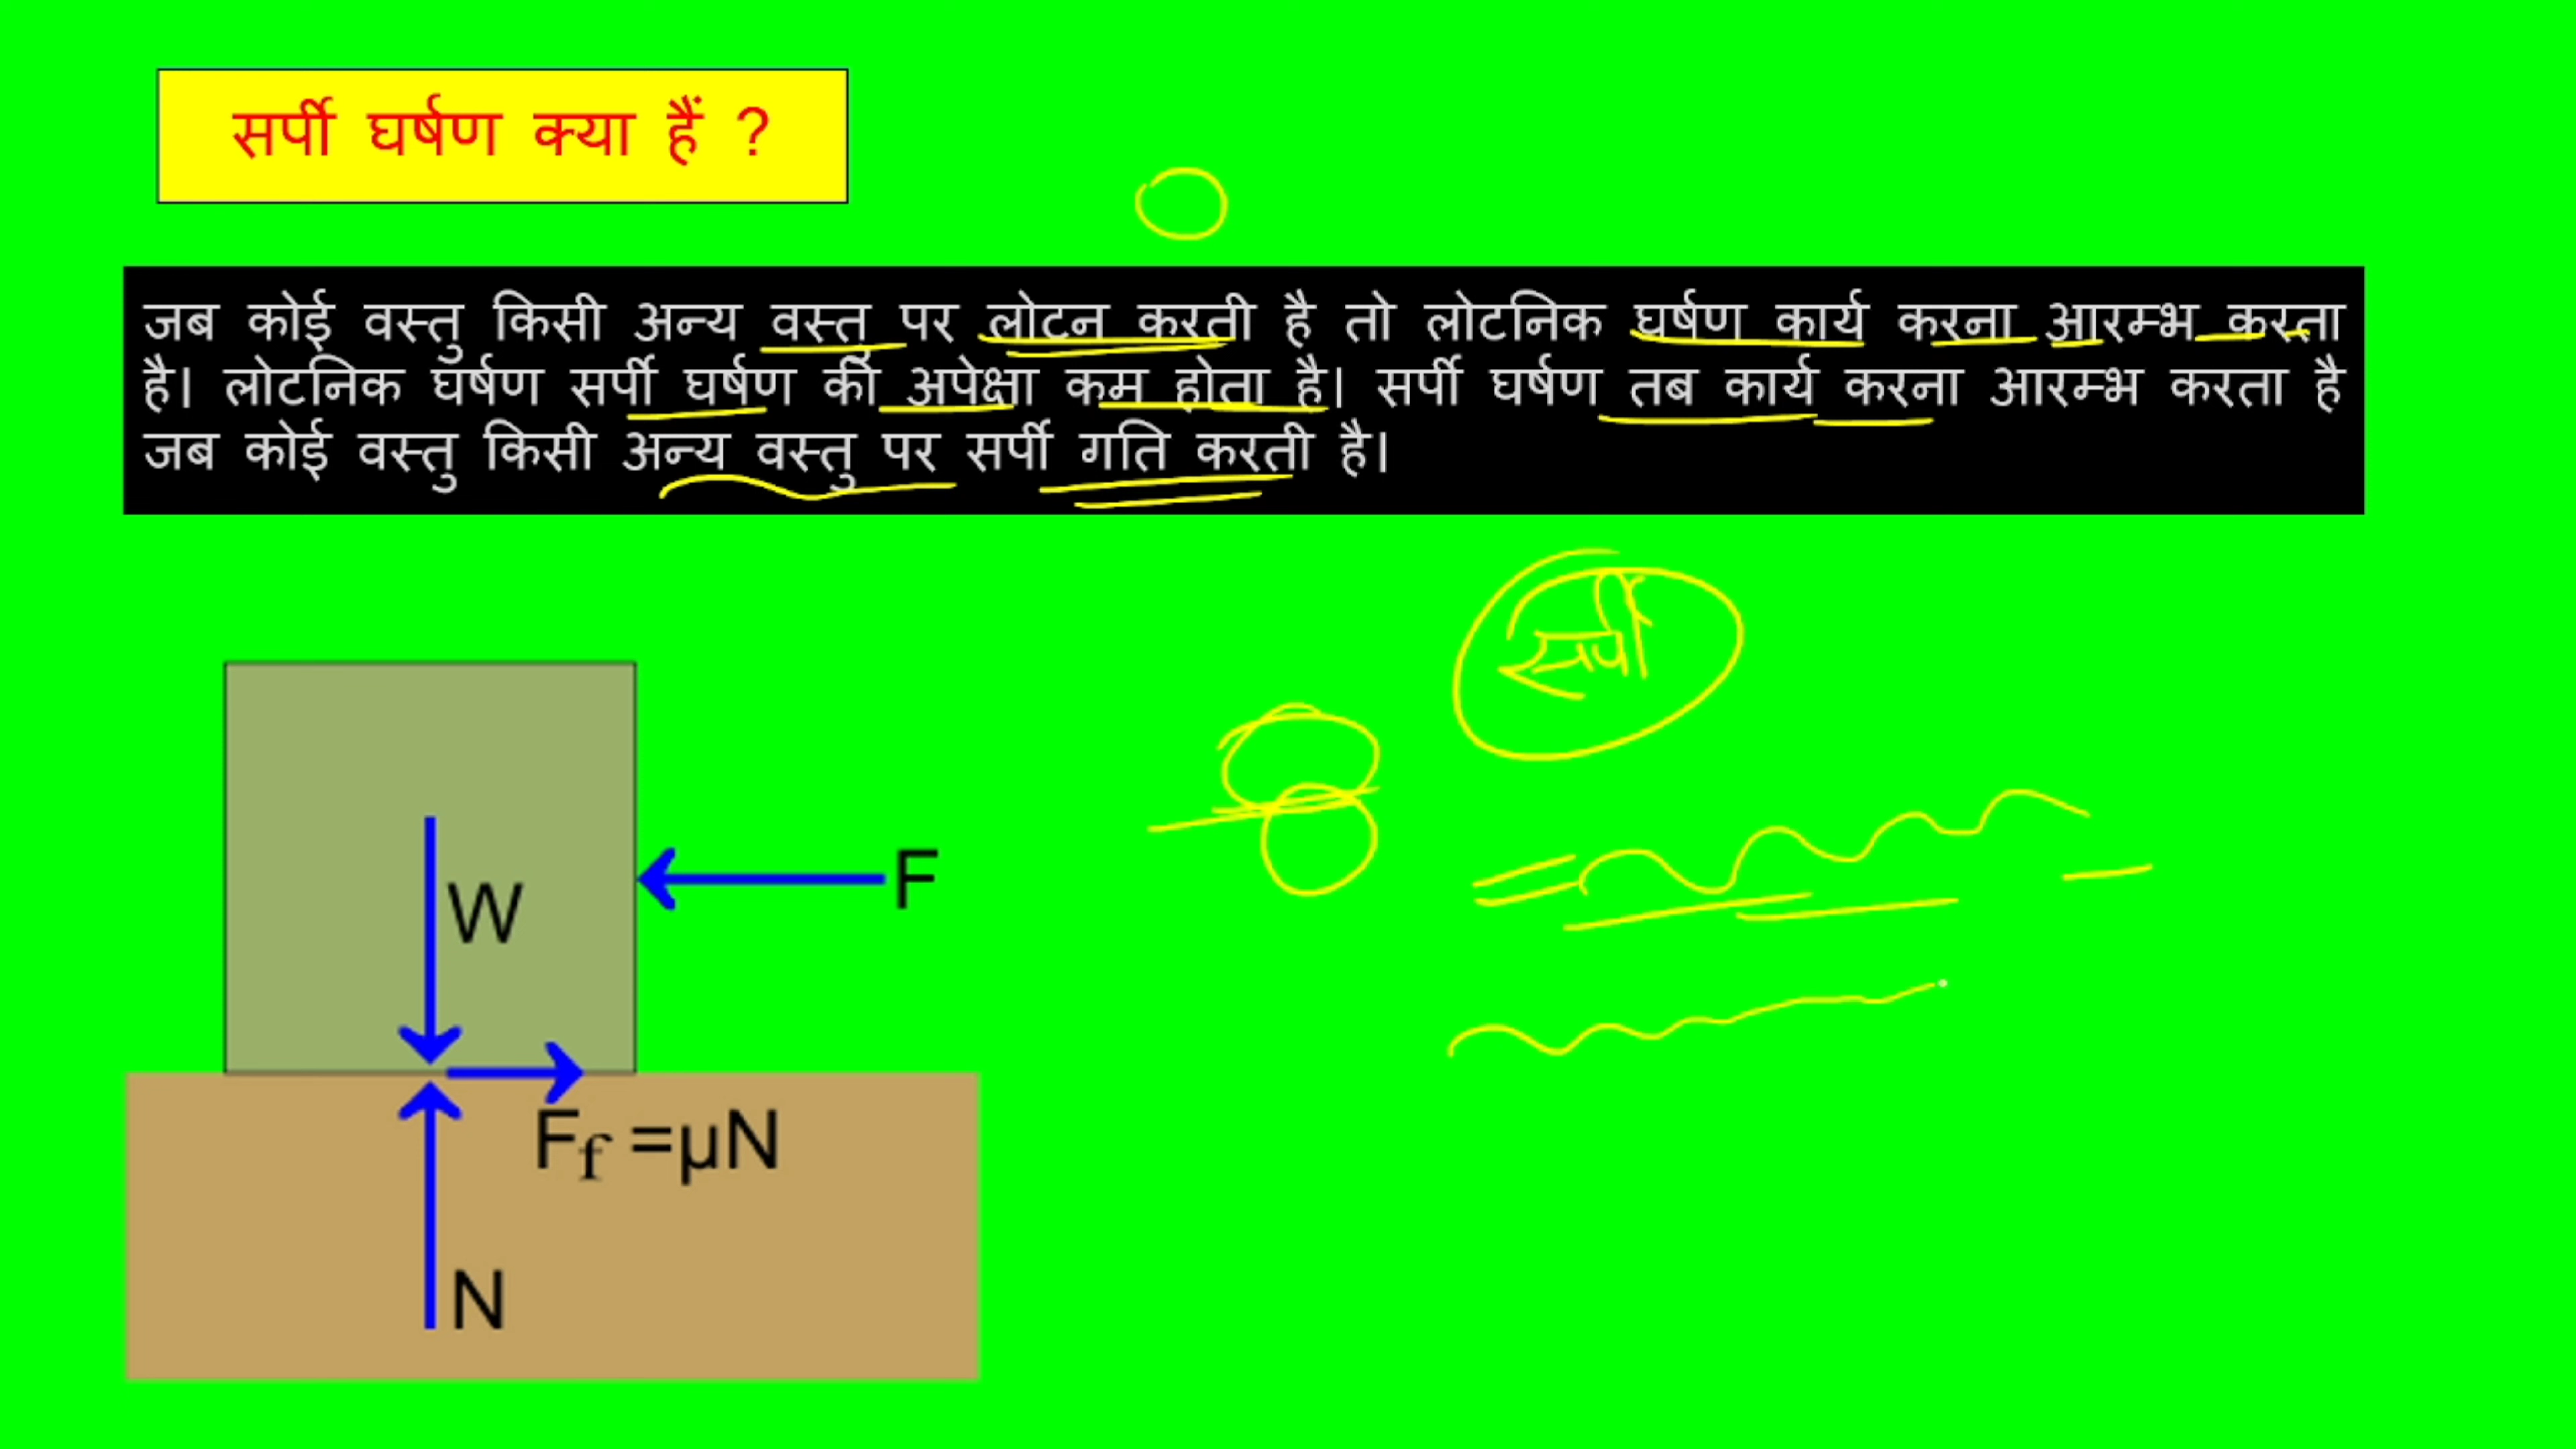 सर्पी घर्षण क्या हैं ?
जब कोई वस्तु किसी अन्य वस्तु पर लोटन करती है तो लोटनिक घर्षण कार्य करना आरम्भ करता
है। लोटनिक घर्षण सर्पी घर्षण की अपेक्षा कम होता है। सर्पी घर्षण तब कार्य करना आरम्भ करता है
जब कोई वस्तु किसी अन्य वस्तु पर सर्पी गति करती है।
सर्पी
W
F
Ff =μN
N